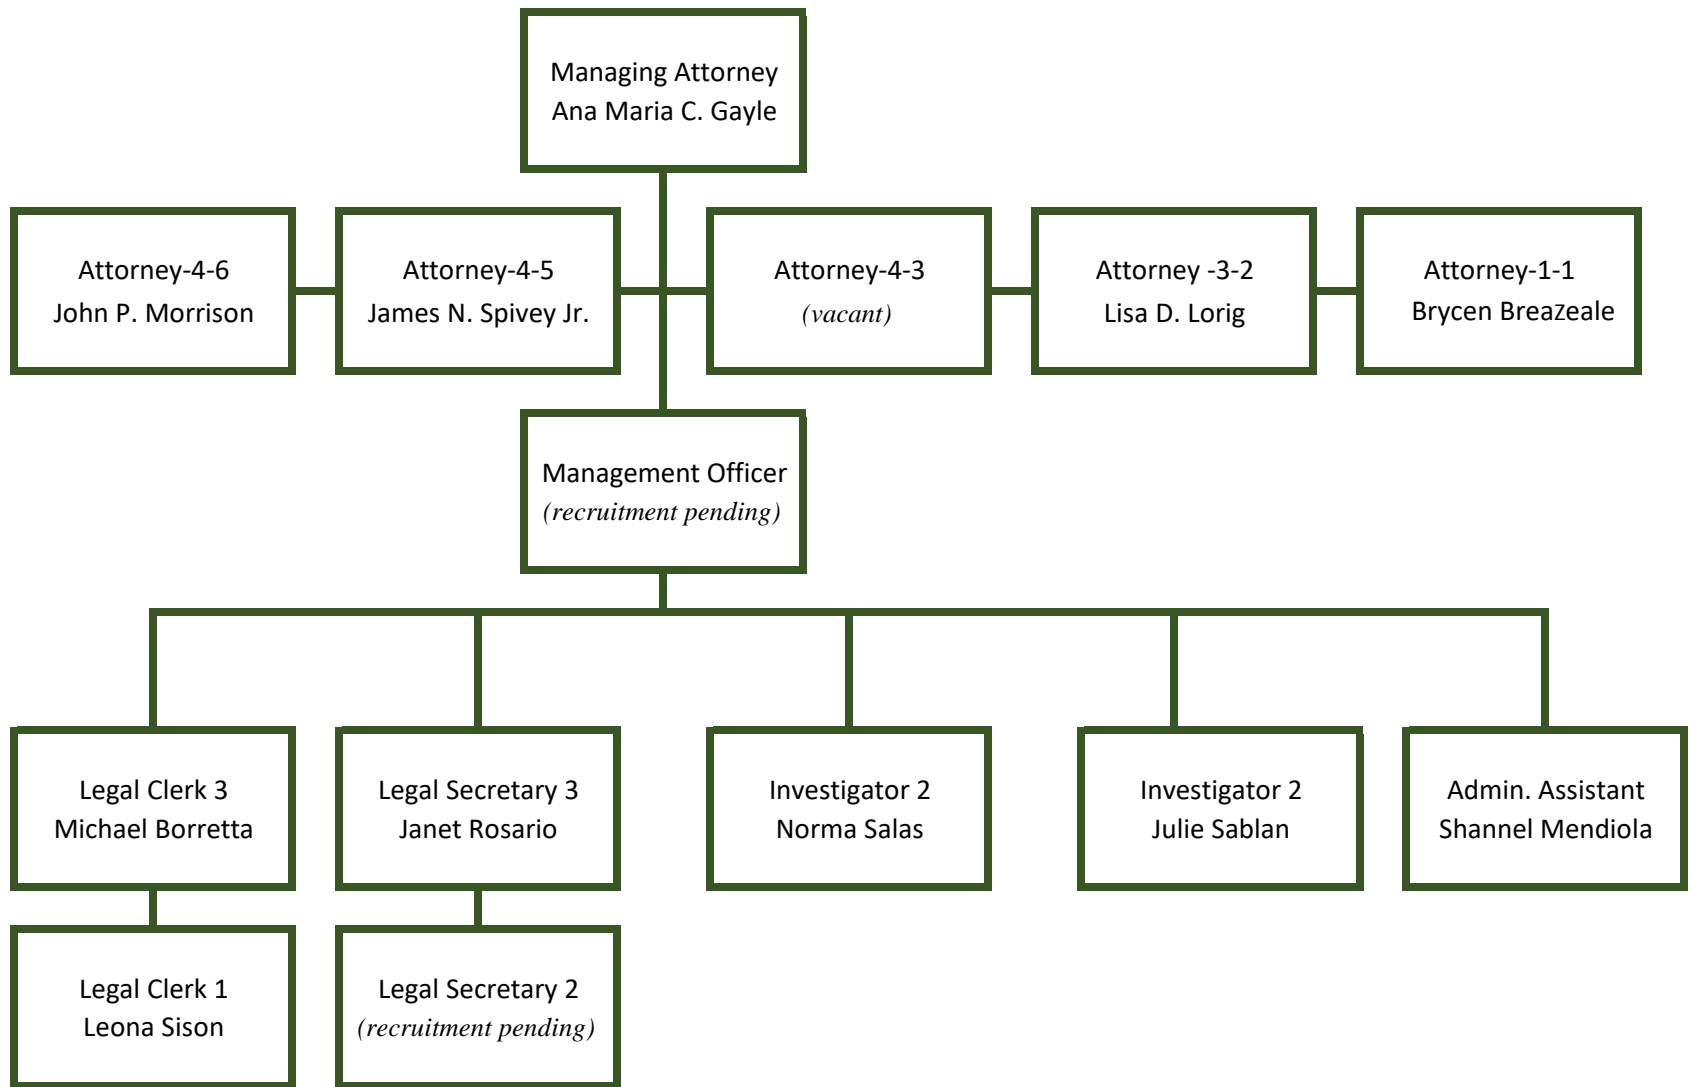 Managing Attorney
Ana Maria C. Gayle
Attorney-4-6
John P. Morrison
Attorney-4-5
James N. Spivey Jr.
Attorney-4-3
(vacant)
Attorney -3-2
Lisa D. Lorig
Attorney-1-1
Brycen Breazeale
Management Officer
(recruitment pending)
Legal Clerk 3
Michael Borretta
Legal Secretary 3
Janet Rosario
Investigator 2
Norma Salas
Investigator 2
Julie Sablan
Admin. Assistant
Shannel Mendiola
Legal Clerk 1
Leona Sison
Legal Secretary 2
(recruitment pending)